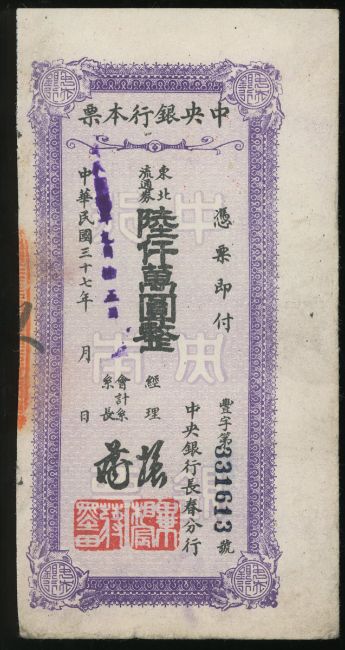 中央銀行本票
憑票即付
豐字第331613號
中央銀行長春分行
東北
流通券
陸仟萬圓整
經理
會計系
系長
中華民國三十七年 月 日